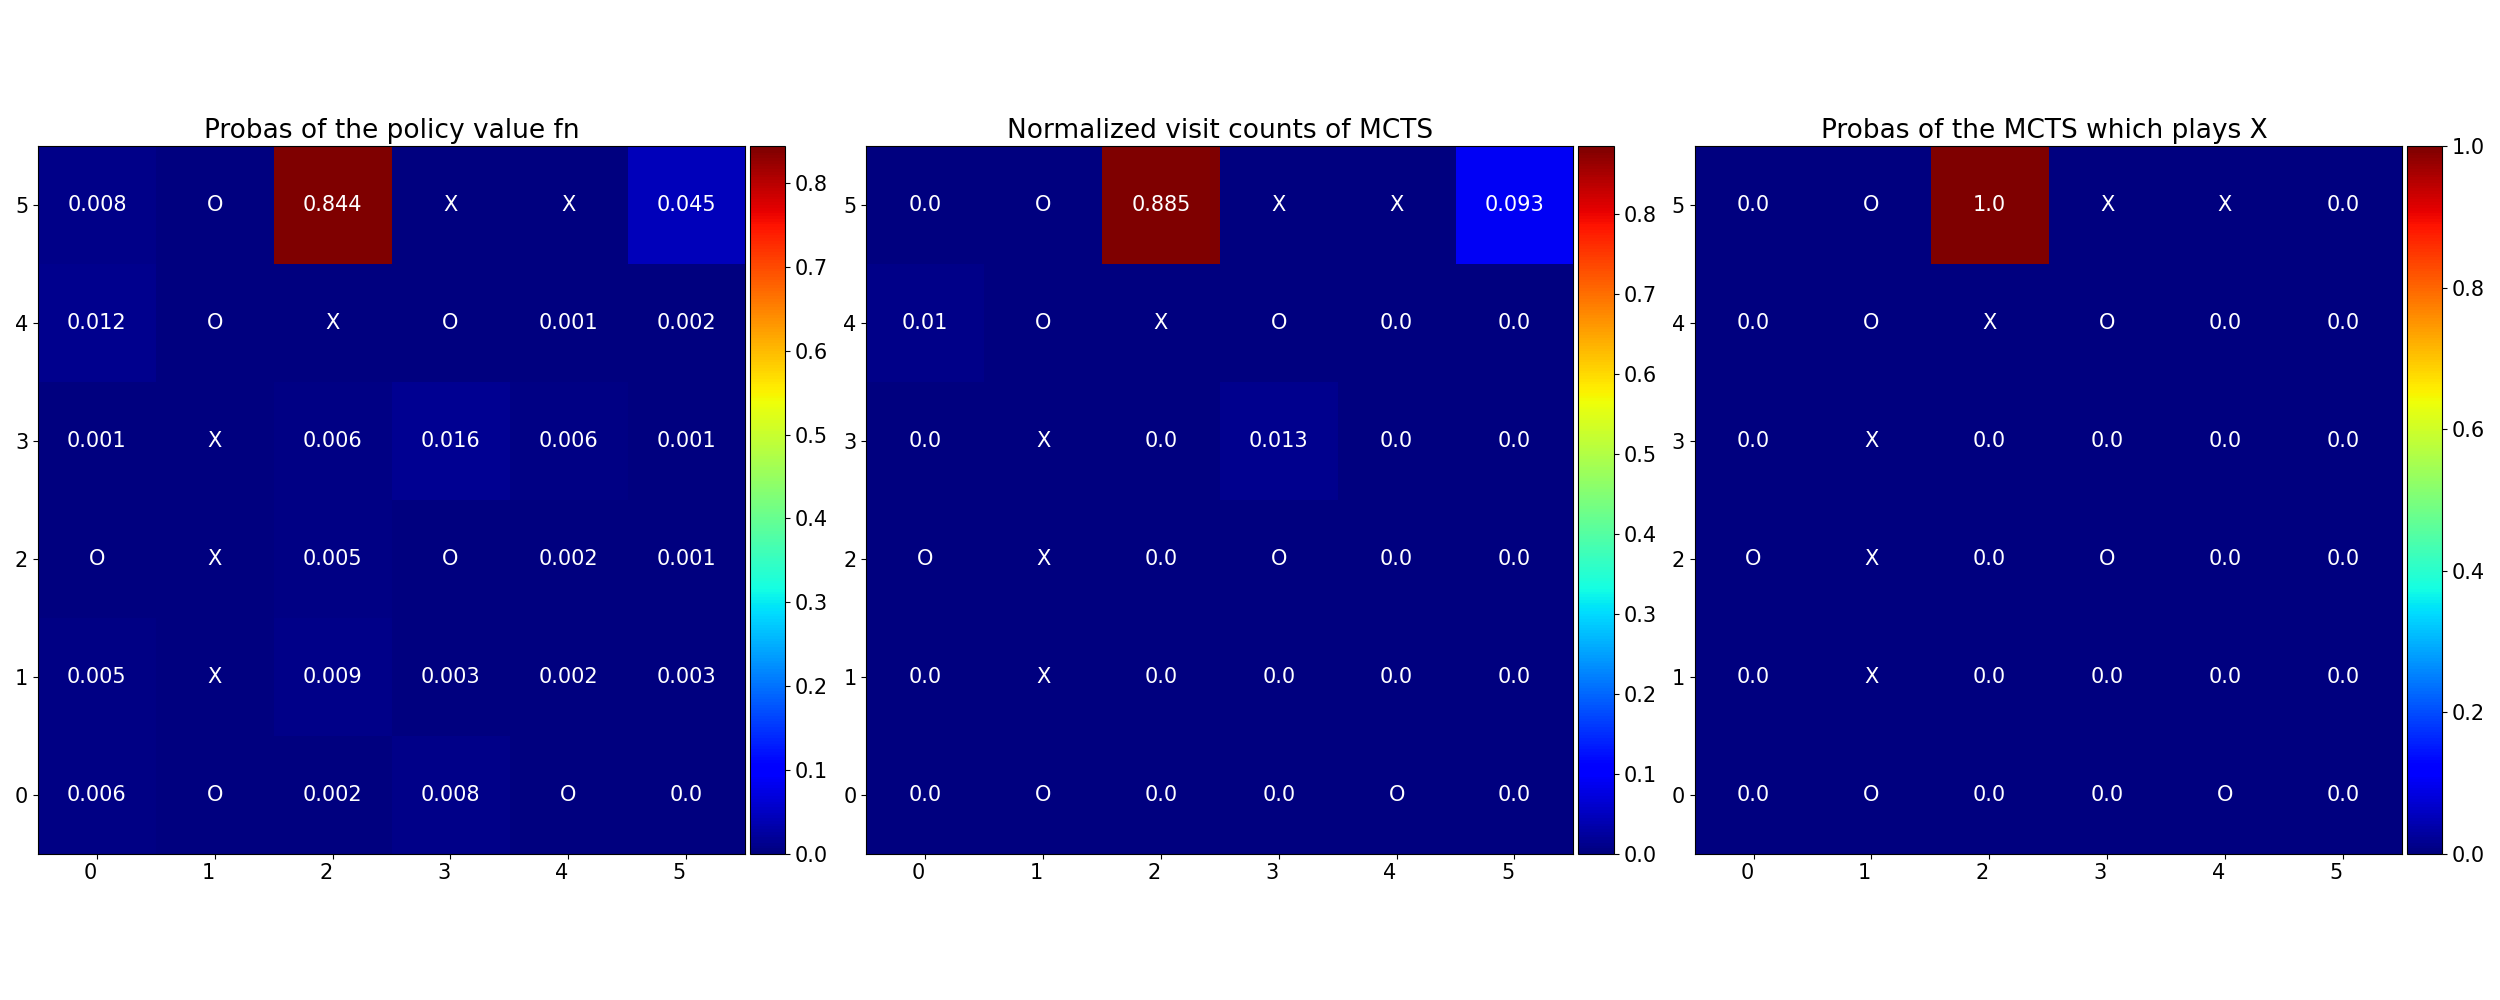 Probas of the policy value fn
5 0.008 O 0.844 X X 0.045
4 0.012 O X O 0.001 0.002
3 0.001 X 0.006 0.016 0.006 0.001
2 O X 0.005 O 0.002 0.001
1 0.005 X 0.009 0.003 0.002 0.003
0 0.006 O 0.002 0.008 O 0.0
0 1 2 3 4 5
0.8
0.7
0.6
0.5
0.4
0.3
0.2
0.1
0.0
Normalized visit counts of MCTS
5 0.0 O 0.885 X X 0.093
4 0.01 O X O 0.0 0.0
3 0.0 X 0.0 0.013 0.0 0.0
2 O X 0.0 O 0.0 0.0
1 0.0 X 0.0 0.0 0.0 0.0
0 0.0 O 0.0 0.0 O 0.0
0 1 2 3 4 5
0.8
0.7
0.6
0.5
0.4
0.3
0.2
0.1
0.0
Probas of the MCTS which plays X
5 0.0 O 1.0 X X 0.0
4 0.0 O X O 0.0 0.0
3 0.0 X 0.0 0.0 0.0 0.0
2 O X 0.0 O 0.0 0.0
1 0.0 X 0.0 0.0 0.0 0.0
0 0.0 O 0.0 0.0 O 0.0
0 1 2 3 4 5
1.0
0.8
0.6
0.4
0.2
0.0